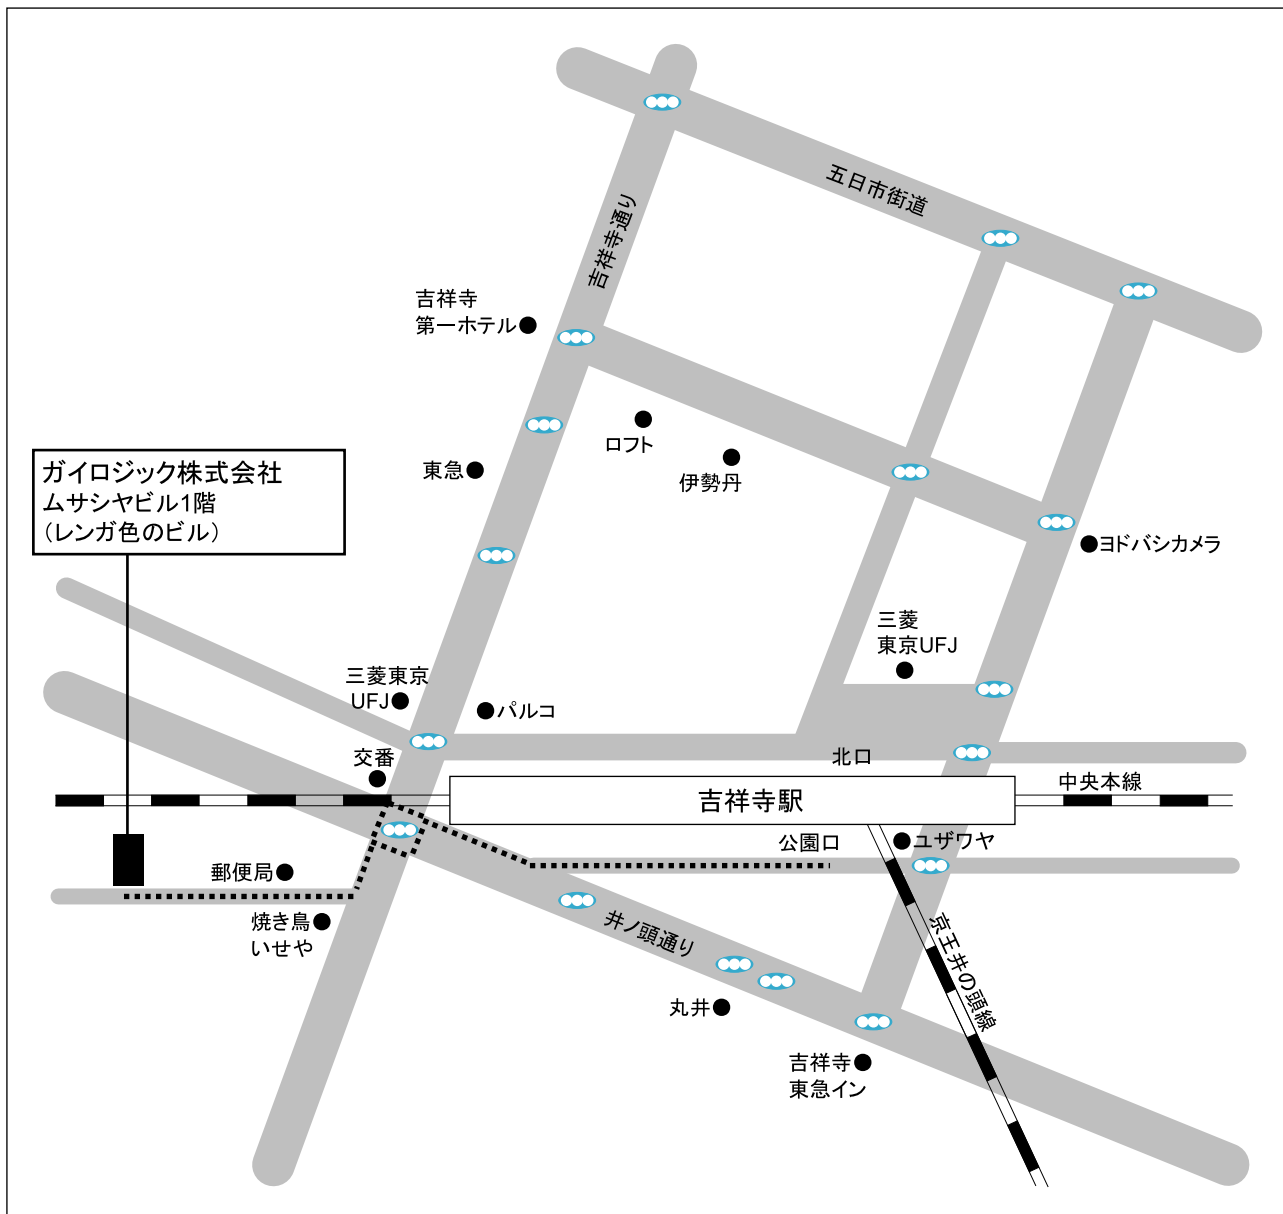 五日市街道
吉祥寺通り
吉祥寺
第一ホテル
ロフト
伊勢丹
東急
ガイロジック株式会社
ムサシヤビル1階
(レンガ色のビル)
ヨドバシカメラ
三菱
東京UFJ
三菱東京
UFJ
パルコ
交番
北口
中央本線
吉祥寺駅
公園口
ユザワヤ
郵便局
焼き鳥
いせや
井ノ頭通り
京王井の頭線
丸井
吉祥寺
東急イン